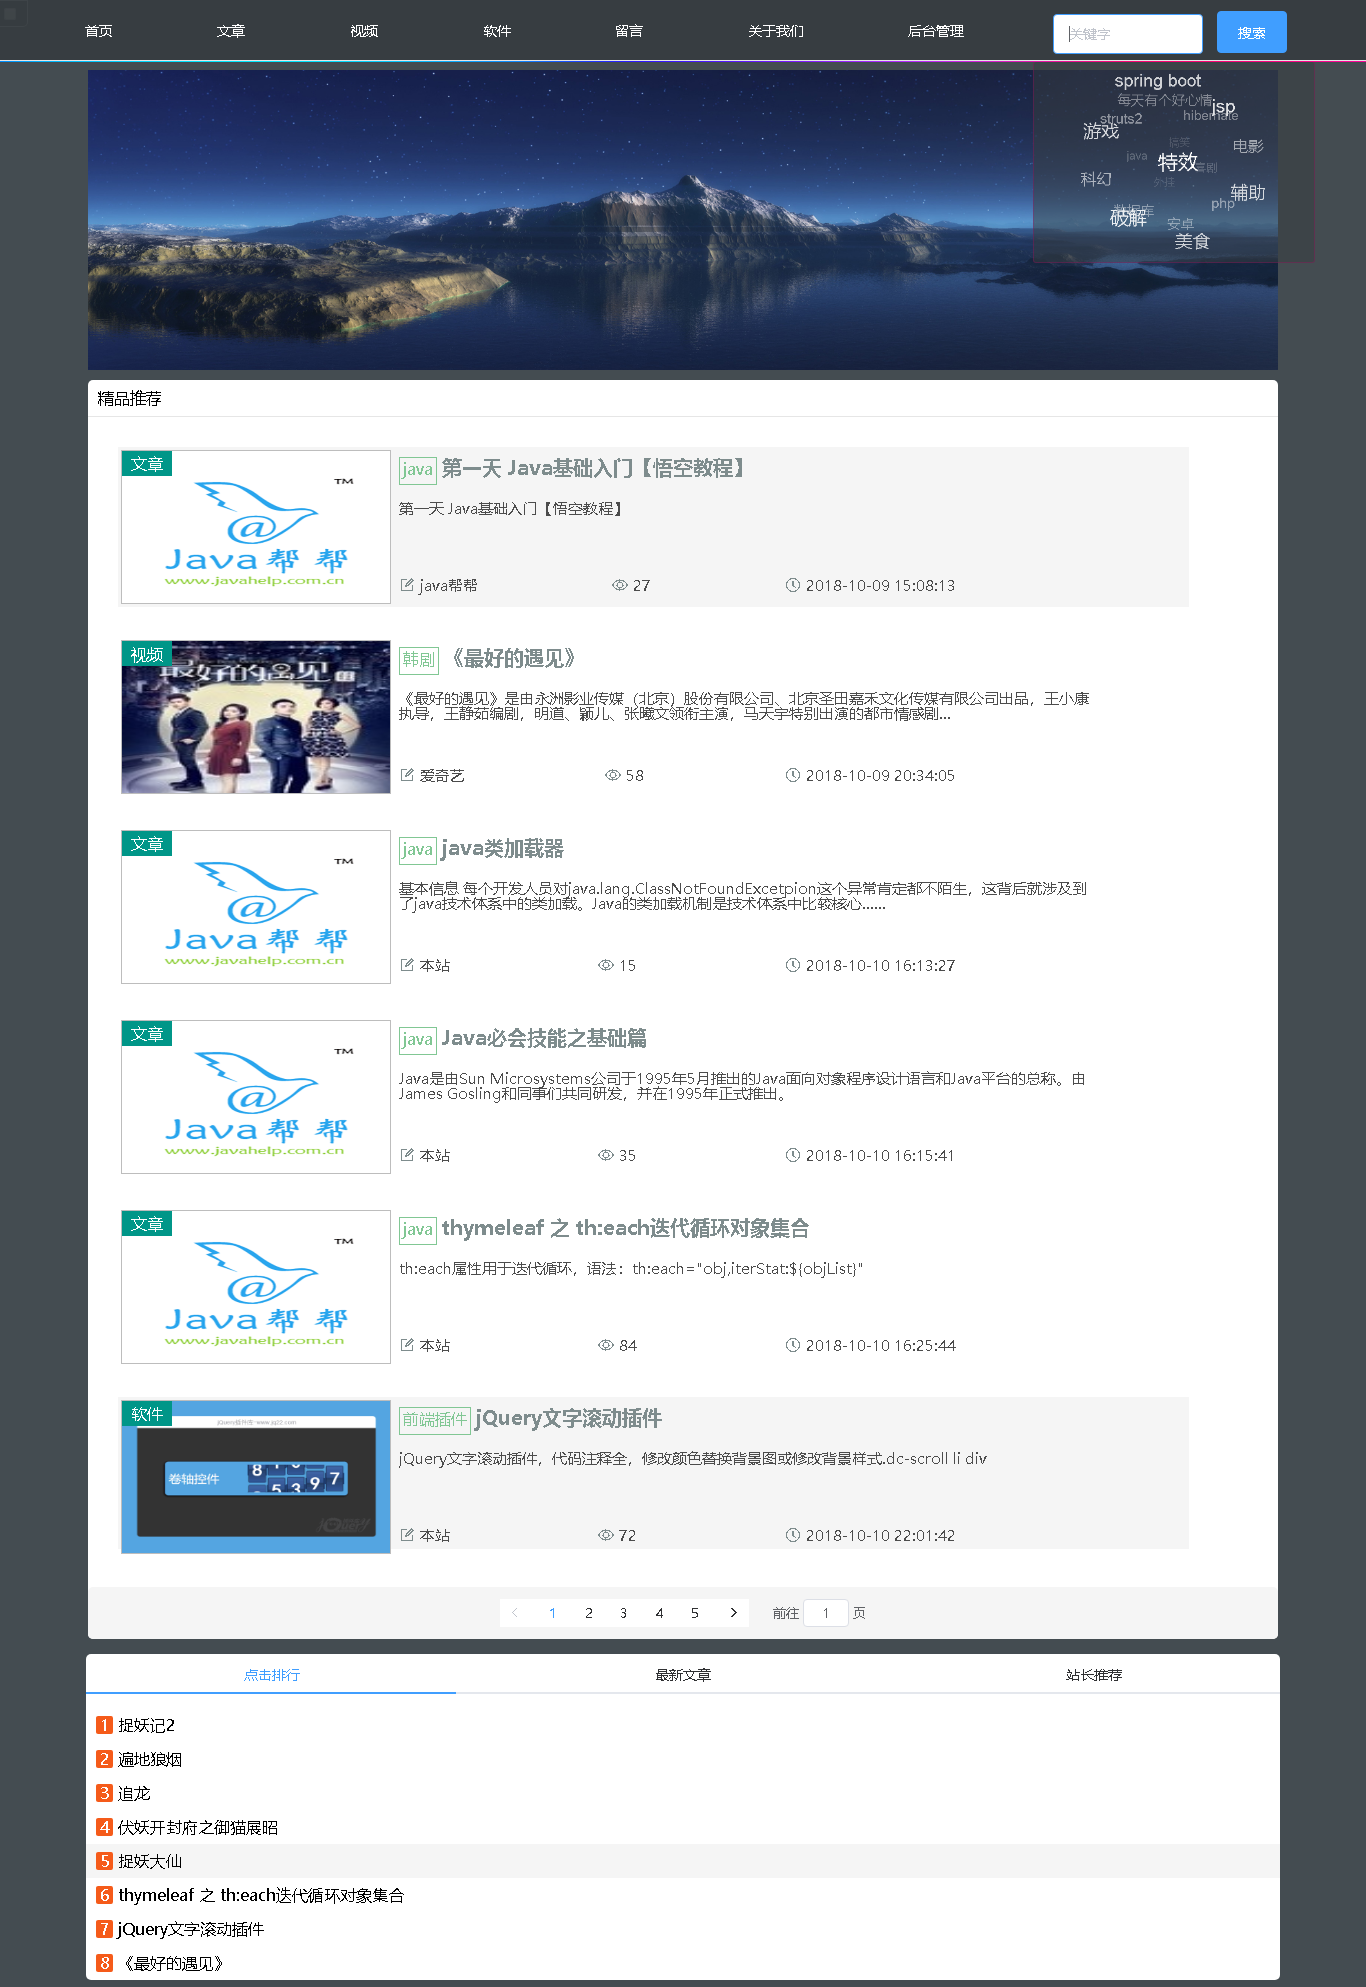 首页
文章
视频
软件
留言
关于我们
后台管理
关键字
搜索
spring boot
每天有个好心情
jsp
struts2
hibernate
游戏
搞笑
电影
java
特效
喜剧
科幻
外挂
辅助
数据库
php
破解
安卓
美食
精品推荐
文章
TM
Java 帮 帮
www.javahelp.com.cn
java 第一天 Java基础入门【悟空教程】
第一天 Java基础入门【悟空教程】
java帮帮 27 2018-10-09 15:08:13
视频
最好的遇见
韩剧 《最好的遇见》
《最好的遇见》是由永洲影业传媒（北京）股份有限公司、北京圣田嘉禾文化传媒有限公司出品，王小康
执导，王静茹编剧，明道、颖儿、张曦文领衔主演，马天宇特别出演的都市情感剧...
爱奇艺 58 2018-10-09 20:34:05
文章
TM
Java 帮 帮
www.javahelp.com.cn
java java类加载器
基本信息 每个开发人员对java.lang.ClassNotFoundExcetpion这个异常肯定都不陌生，这背后就涉及到
了java技术体系中的类加载。Java的类加载机制是技术体系中比较核心......
本站 15 2018-10-10 16:13:27
文章
TM
Java 帮 帮
www.javahelp.com.cn
java Java必会技能之基础篇
Java是由Sun Microsystems公司于1995年5月推出的Java面向对象程序设计语言和Java平台的总称。由
James Gosling和同事们共同研发，并在1995年正式推出。
本站 35 2018-10-10 16:15:41
文章
TM
Java 帮 帮
www.javahelp.com.cn
java thymeleaf 之 th:each迭代循环对象集合
th:each属性用于迭代循环，语法：th:each="obj,iterStat:${objList}"
本站 84 2018-10-10 16:25:44
软件
卷轴控件
jQuery
前端插件 jQuery文字滚动插件
jQuery文字滚动插件，代码注释全，修改颜色替换背景图或修改背景样式.dc-scroll li div
本站 72 2018-10-10 22:01:42
1 2 3 4 5 前往 1 页
点击排行 最新文章 站长推荐
1 捉妖记2
2 遍地狼烟
3 追龙
4 伏妖开封府之御猫展昭
5 捉妖大仙
6 thymeleaf 之 th:each迭代循环对象集合
7 jQuery文字滚动插件
8 《最好的遇见》